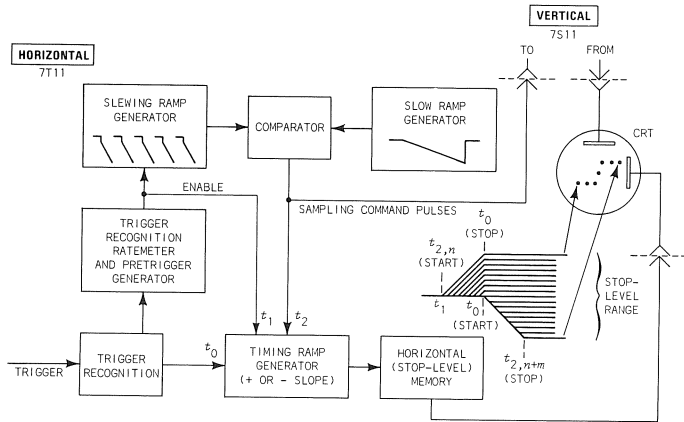 VERTICAL
7S11
HORIZONTAL
7T11
TO
FROM
SLEWING RAMP
GENERATOR
COMPARATOR
SLOW RAMP
GENERATOR
CRT
ENABLE
SAMPLING COMMAND PULSES
TRIGGER
RECOGNITION
RATEMETER
AND PRETRIGGER
GENERATOR
t0
(STOP)
t2,n
(START)
t1
t0
(START)
STOP-
LEVEL
RANGE
t2,n+m
(STOP)
t1
t2
TRIGGER
TRIGGER
RECOGNITION
t0
TIMING RAMP
GENERATOR
(+ OR - SLOPE)
HORIZONTAL
(STOP-LEVEL)
MEMORY